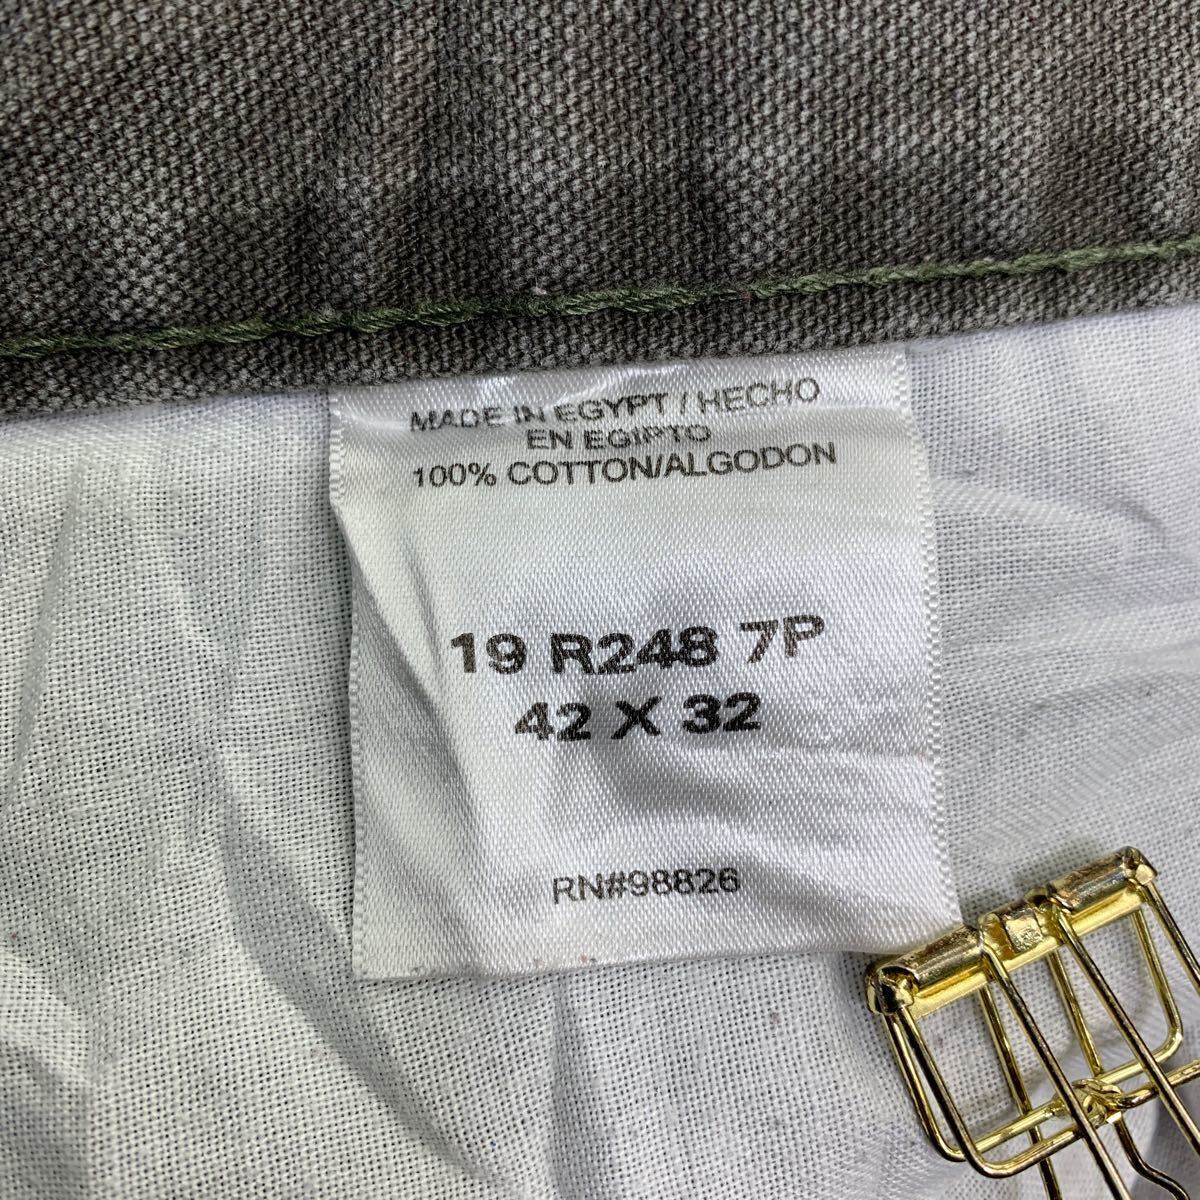 MADE IN EGYPT / HECHO
EN EGIPTO
100% COTTON/ALGODON
19 R248 7P
42 X 32
RN#98826